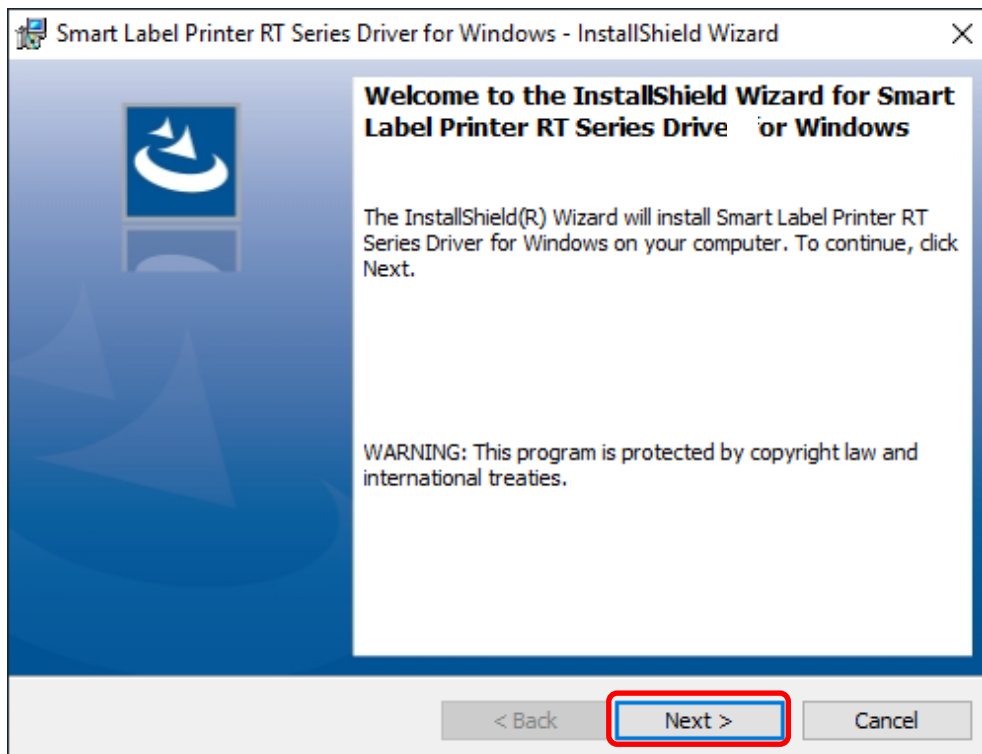 Smart Label Printer RT Series Driver for Windows - InstallShield Wizard
Welcome to the InstallShield Wizard for Smart
Label Printer RT Series Drive or Windows
The InstallShield(R) Wizard will install Smart Label Printer RT
Series Driver for Windows on your computer. To continue, click
Next.
WARNING: This program is protected by copyright law and
international treaties.
< Back
Next >
Cancel